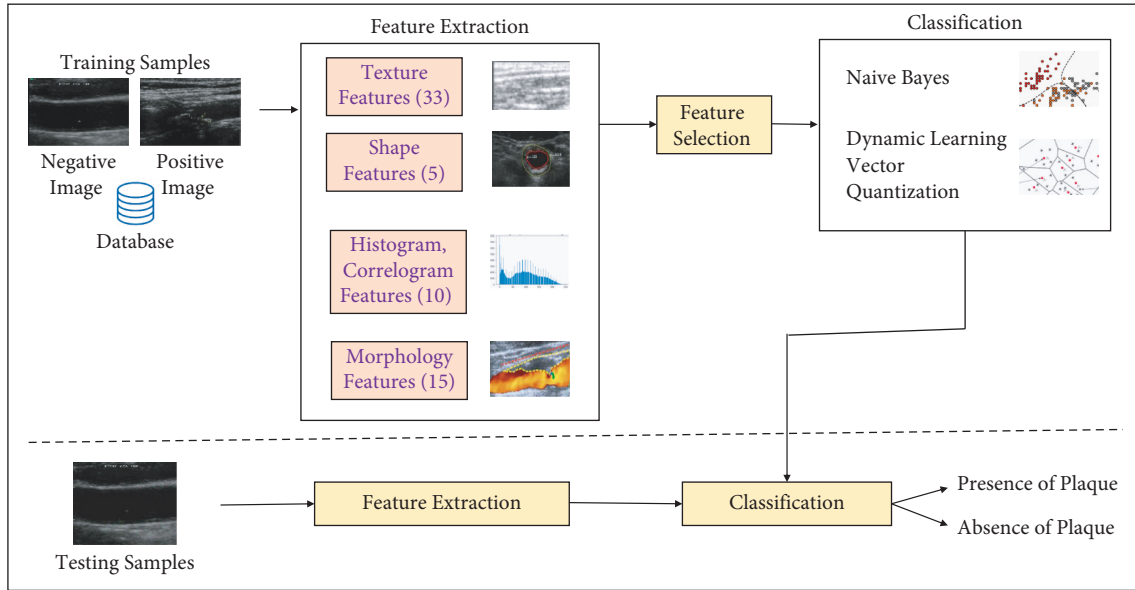 Feature Extraction
Classification
Training Samples
Negative
Image
Positive
Image
Database
Texture
Features (33)
Shape
Features (5)
Histogram,
Correlogram
Features (10)
Morphology
Features (15)
Feature
Selection
Naive Bayes
Dynamic Learning
Vector
Quantization
Testing Samples
Feature Extraction
Classification
Presence of Plaque
Absence of Plaque